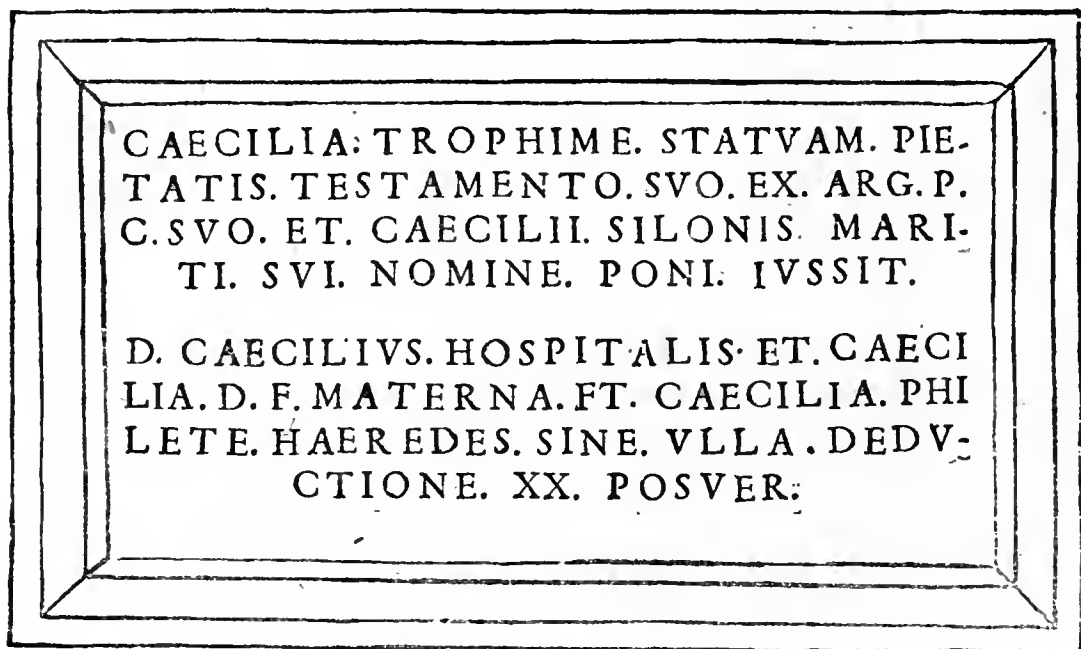 CAECILIA: TROPHIME. STATVAM. PIE-
TATIS. TESTAMENTO. SVO. EX. ARG. P.
C. SVO. ET. CAECILII. SILONIS. MARI-
TI. SVI. NOMINE. PONI. IVSSIT.
D. CAECILIVS. HOSPITALIS. ET. CAECI
LIA. D. F. MATERNA. FT. CAECILIA. PHI
LETE. HAEREDES. SINE. VLLA. DEDV-
CTIONE. XX. POSVER.